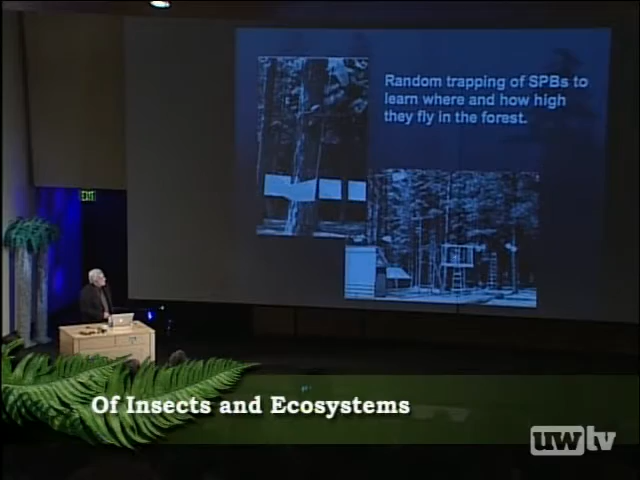 Random trapping of SPBs to
learn where and how high
they fly in the forest.
EXIT
Of Insects and Ecosystems
uwtv